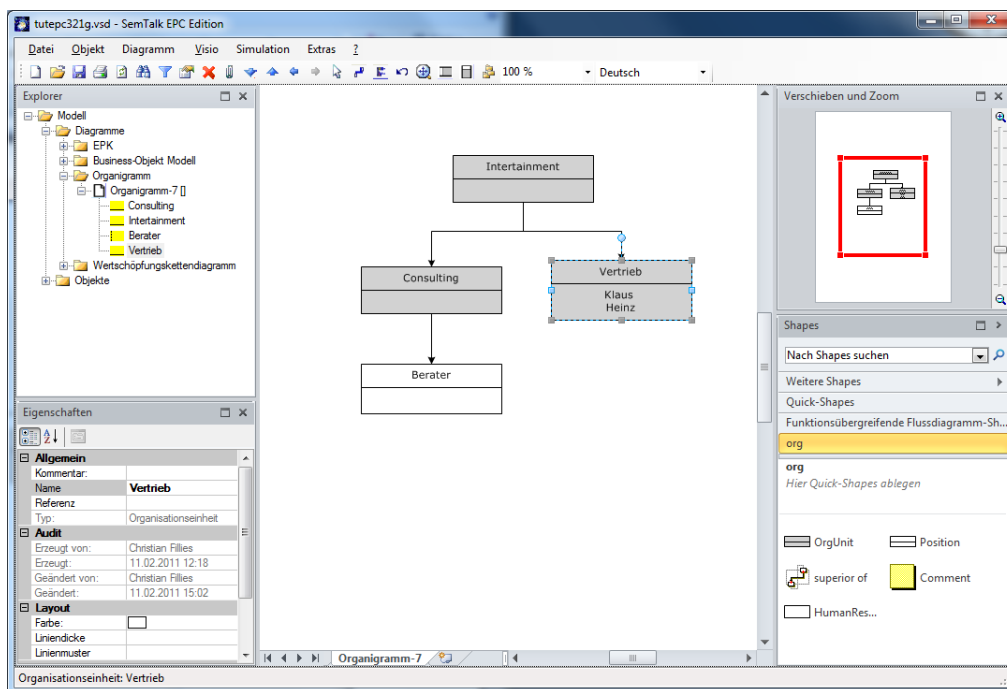 tutepc321g.vsd - SemTalk EPC Edition
Datei Objekt Diagramm Visio Simulation Extras ?
100 % Deutsch
Explorer
Modell
Diagramme
EPK
Business-Objekt Modell
Organigramm
Organigramm-7 []
Consulting
Intertainment
Berater
Vertrieb
Wertschöpfungskettendiagramm
Objekte
Eigenschaften
Allgemein
Kommentar:
Name Vertrieb
Referenz
Typ: Organisationseinheit
Audit
Erzeugt von: Christian Fillies
Erzeugt: 11.02.2011 12:18
Geändert von: Christian Fillies
Geändert: 11.02.2011 15:02
Layout
Farbe:
Liniendicke
Linienmuster
Intertainment
Consulting
Vertrieb
Klaus
Heinz
Berater
Organigramm-7
Verschieben und Zoom
Shapes
Nach Shapes suchen
Weitere Shapes
Quick-Shapes
Funktionsübergreifende Flussdiagramm-Sh...
org
org
Hier Quick-Shapes ablegen
OrgUnit Position
superior of Comment
HumanRes...
Organisationseinheit: Vertrieb